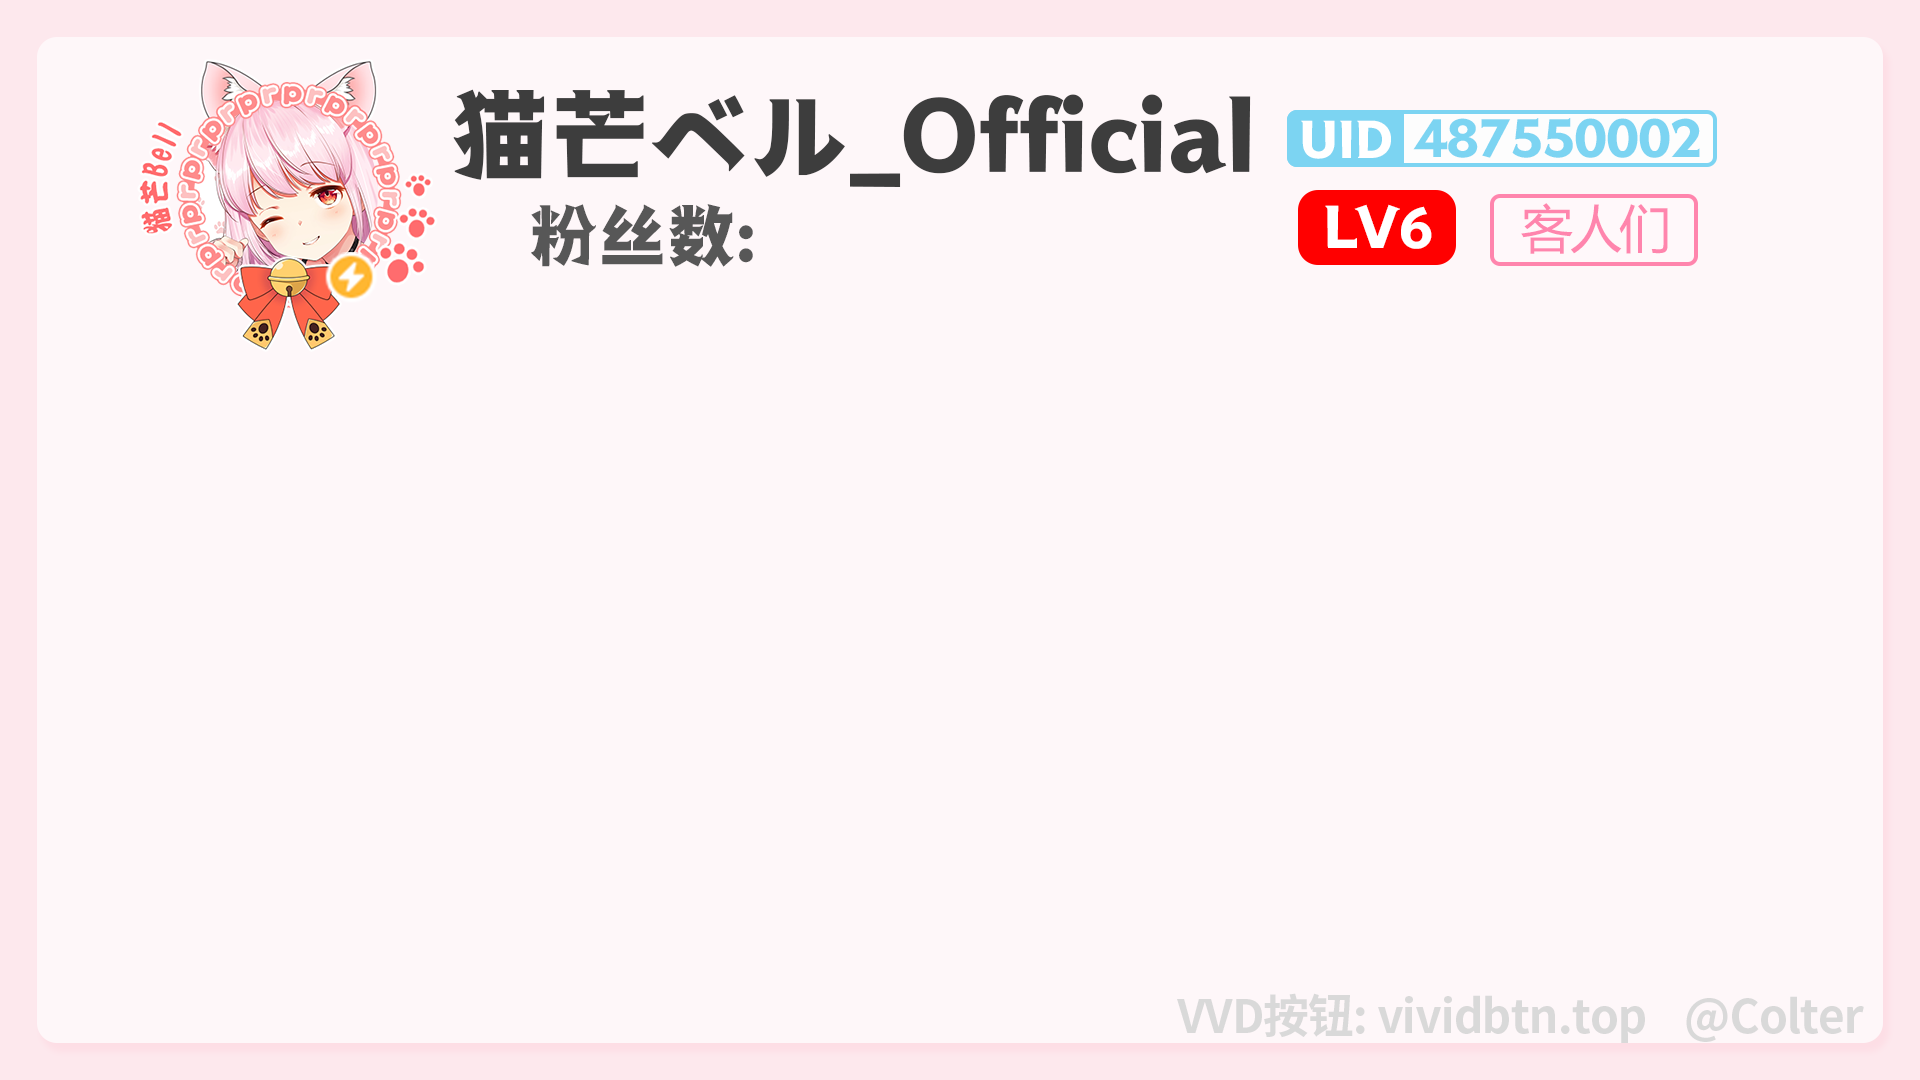 猫芒ベル_Official
UID 487550002
粉丝数:
LV6
客人们
猫芒Bell
prprprprprprprprprpr
VVD按钮: vividbtn.top @Colter